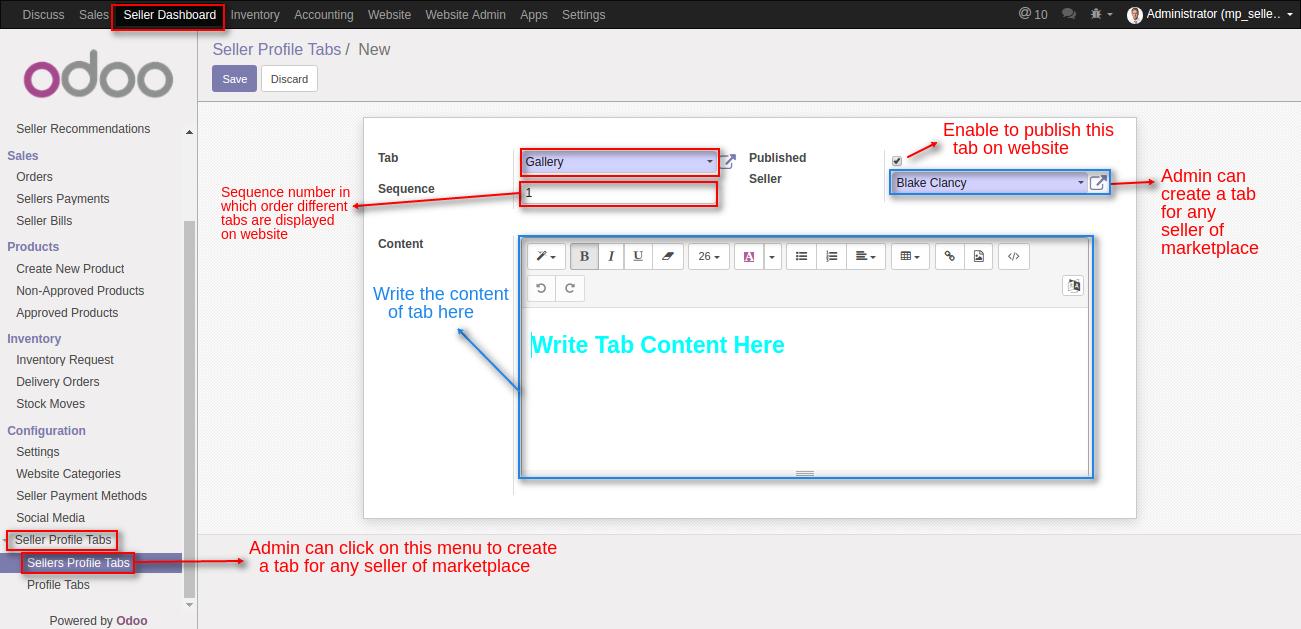 Discuss Sales Seller Dashboard Inventory Accounting Website Website Admin Apps Settings @ 10 Administrator (mp_selle..
odoo
Seller Recommendations
Sales
Orders
Sellers Payments
Seller Bills
Products
Create New Product
Non-Approved Products
Approved Products
Inventory
Inventory Request
Delivery Orders
Stock Moves
Configuration
Settings
Website Categories
Seller Payment Methods
Social Media
Seller Profile Tabs
Sellers Profile Tabs
Profile Tabs
Powered by Odoo
Seller Profile Tabs / New
Save Discard
Tab Gallery
Sequence 1
Published
Seller Blake Clancy
Enable to publish this
tab on website
Admin can
create a tab
for any
seller of
marketplace
Sequence number in
which order different
tabs are displayed
on website
Content
B I U 26 A
Write the content
of tab here
Write Tab Content Here
Admin can click on this menu to create
a tab for any seller of marketplace